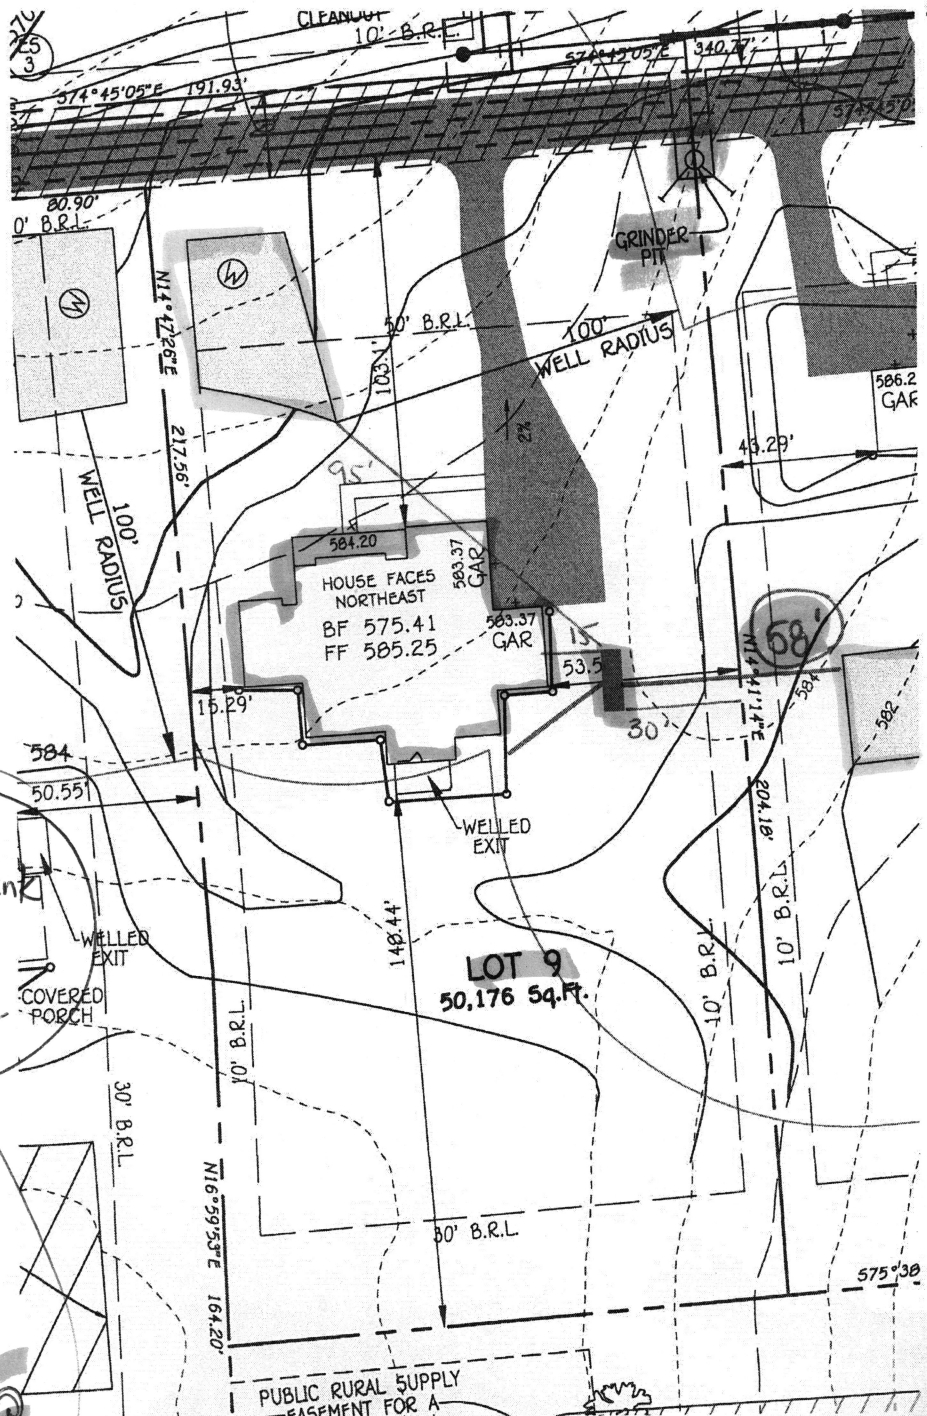 CLEANOUT
10' B.R.L.
3
S74°45'05"E
191.93'
S74°45'05"E
340.77'
80.90'
0' B.R.L.
W
W
GRINDER
PIT
N14°47'26"E
217.56'
50' B.R.L.
100'
WELL RADIUS
103.1'
2%
586.2
GAR
43.29'
95'
100'
WELL RADIUS
584.20
583.37
GAR
HOUSE FACES
NORTHEAST
BF 575.41
FF 585.25
583.37
GAR
15
53.5
68'
N14°41'14"E
204.18'
584
582
30'
15.29'
584
50.55'
WELLED
EXIT
148.44'
10' B.R.L.
10' B.R.L.
WELLED
EXIT
COVERED
PORCH
LOT 9
50,176 Sq.Ft.
10' B.R.L.
30' B.R.L.
N16°59'53"E
164.20'
30' B.R.L.
S75°38
PUBLIC RURAL SUPPLY
EASEMENT FOR A